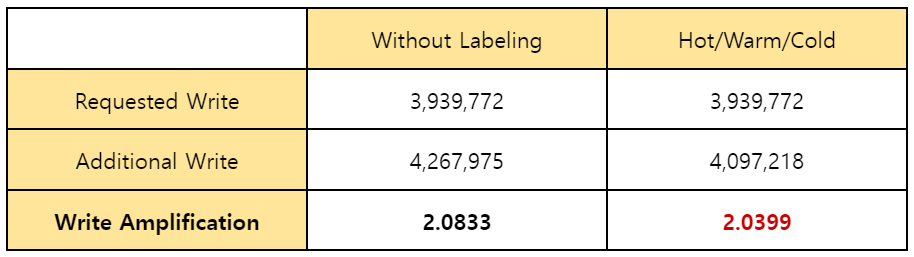 Without Labeling Hot/Warm/Cold
Requested Write 3,939,772 3,939,772
Additional Write 4,267,975 4,097,218
Write Amplification 2.0833 2.0399